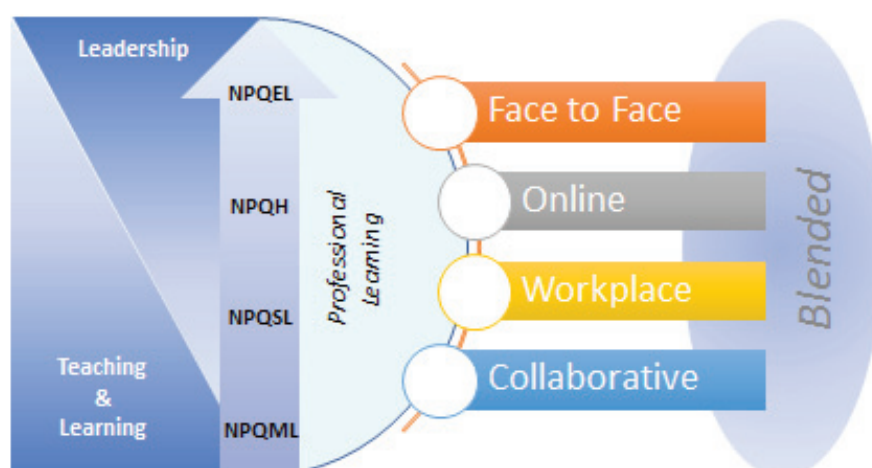 Leadership
NPQEL
NPQH
NPQSL
NPQML
Teaching
&
Learning
Professional
Learning
Face to Face
Online
Workplace
Collaborative
Blended